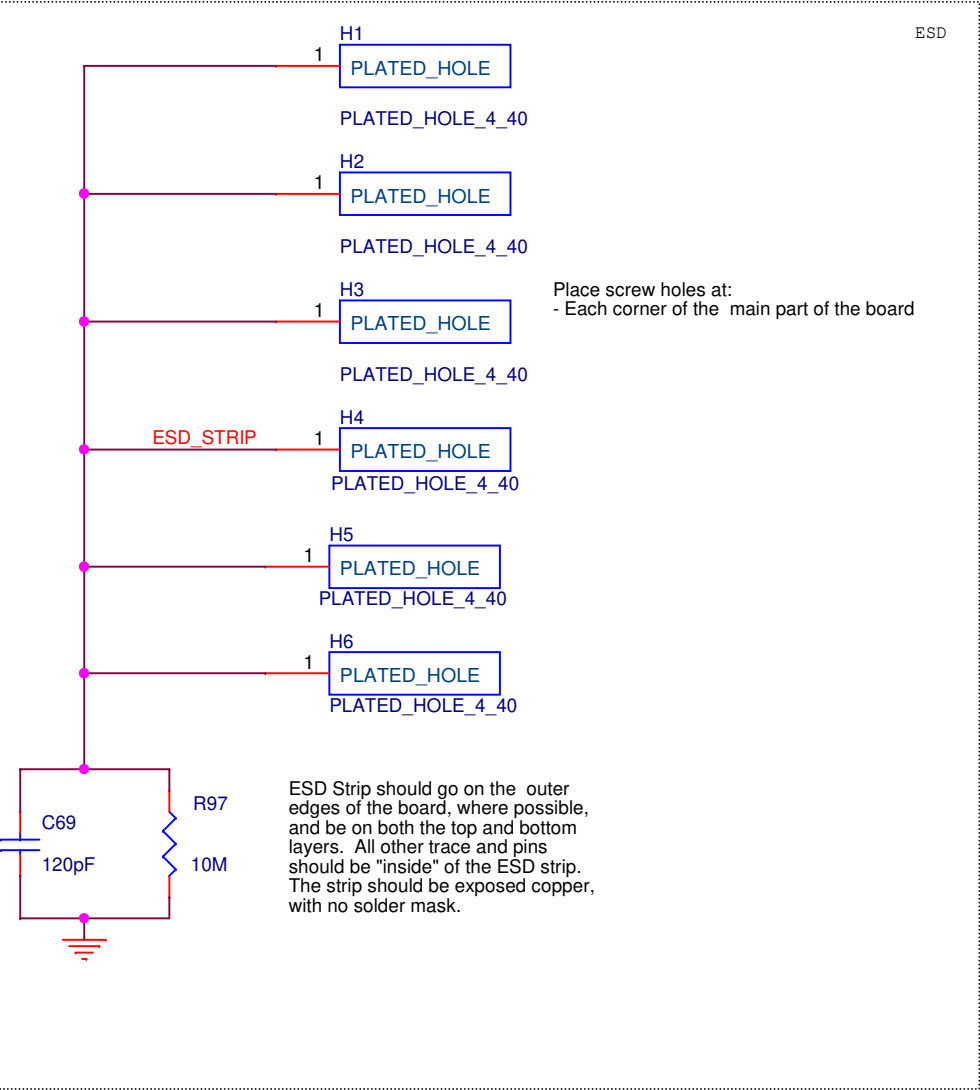 ESD
H1
1
PLATED_HOLE
PLATED_HOLE_4_40
H2
1
PLATED_HOLE
PLATED_HOLE_4_40
H3
1
PLATED_HOLE
PLATED_HOLE_4_40
Place screw holes at:
- Each corner of the main part of the board
H4
ESD_STRIP
1
PLATED_HOLE
PLATED_HOLE_4_40
H5
1
PLATED_HOLE
PLATED_HOLE_4_40
H6
1
PLATED_HOLE
PLATED_HOLE_4_40
C69
120pF
R97
10M
ESD Strip should go on the outer
edges of the board, where possible,
and be on both the top and bottom
layers. All other trace and pins
should be "inside" of the ESD strip.
The strip should be exposed copper,
with no solder mask.